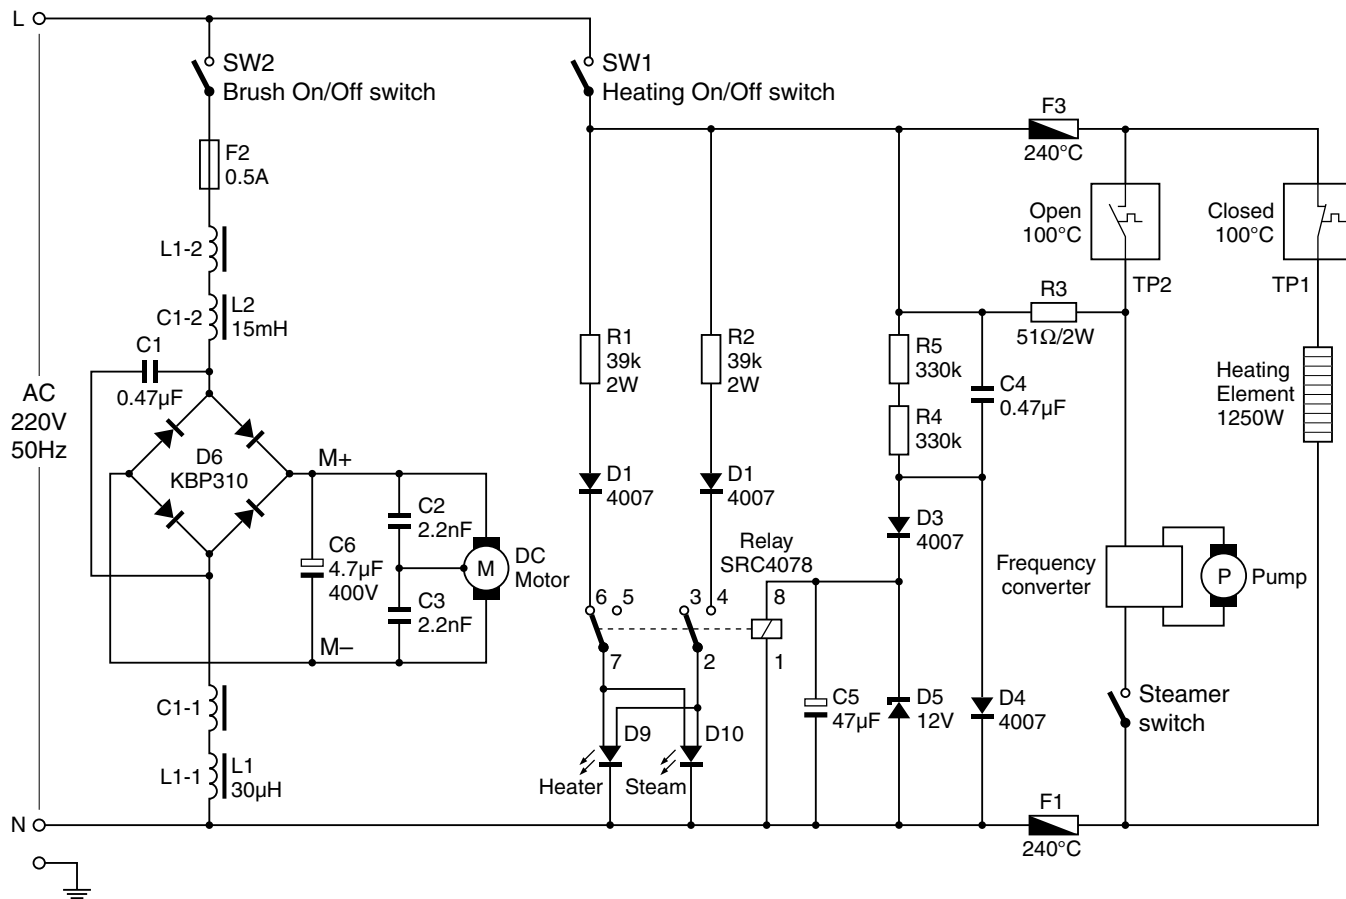 L
SW2
Brush On/Off switch
SW1
Heating On/Off switch
F3
240°C
F2
0.5A
Open
100°C
TP2
Closed
100°C
TP1
L1-2
C1-2
L2
15mH
C1
0.47µF
AC
220V
50Hz
D6
KBP310
M+
M–
C6
4.7µF
400V
C2
2.2nF
C3
2.2nF
M
DC
Motor
C1-1
L1-1
L1
30µH
R1
39k
2W
R2
39k
2W
D1
4007
D1
4007
R5
330k
R4
330k
C4
0.47µF
R3
51Ω/2W
Heating
Element
1250W
D3
4007
Relay
SRC4078
6
5
3
4
8
7
2
1
Frequency
converter
P
Pump
C5
47µF
D5
12V
D4
4007
Steamer
switch
D9
Heater
D10
Steam
F1
240°C
N